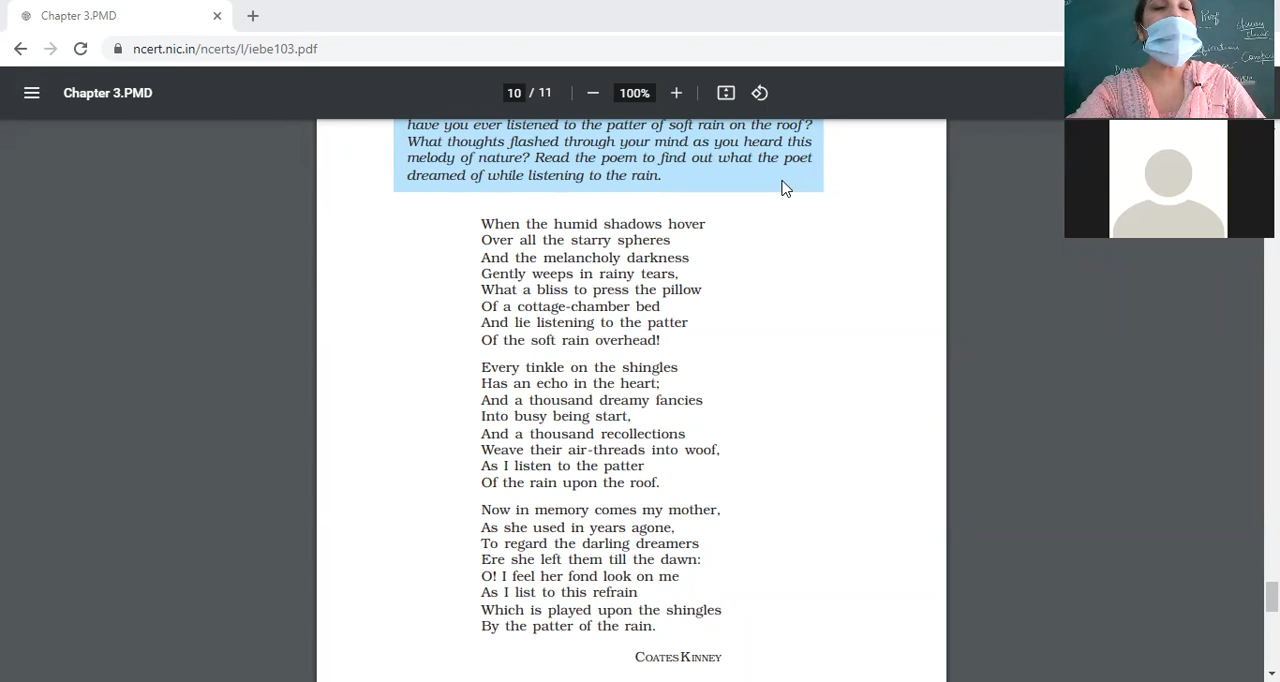 Chapter 3.PMD
ncert.nic.in/ncerts/l/iebe103.pdf
Chapter 3.PMD
10 / 11
100%
have you ever listened to the patter of soft rain on the roof?
What thoughts flashed through your mind as you heard this
melody of nature? Read the poem to find out what the poet
dreamed of while listening to the rain.
When the humid shadows hover
Over all the starry spheres
And the melancholy darkness
Gently weeps in rainy tears,
What a bliss to press the pillow
Of a cottage-chamber bed
And lie listening to the patter
Of the soft rain overhead!
Every tinkle on the shingles
Has an echo in the heart;
And a thousand dreamy fancies
Into busy being start,
And a thousand recollections
Weave their air-threads into woof,
As I listen to the patter
Of the rain upon the roof.
Now in memory comes my mother,
As she used in years agone,
To regard the darling dreamers
Ere she left them till the dawn:
O! I feel her fond look on me
As I list to this refrain
Which is played upon the shingles
By the patter of the rain.
COATES KINNEY
Roof